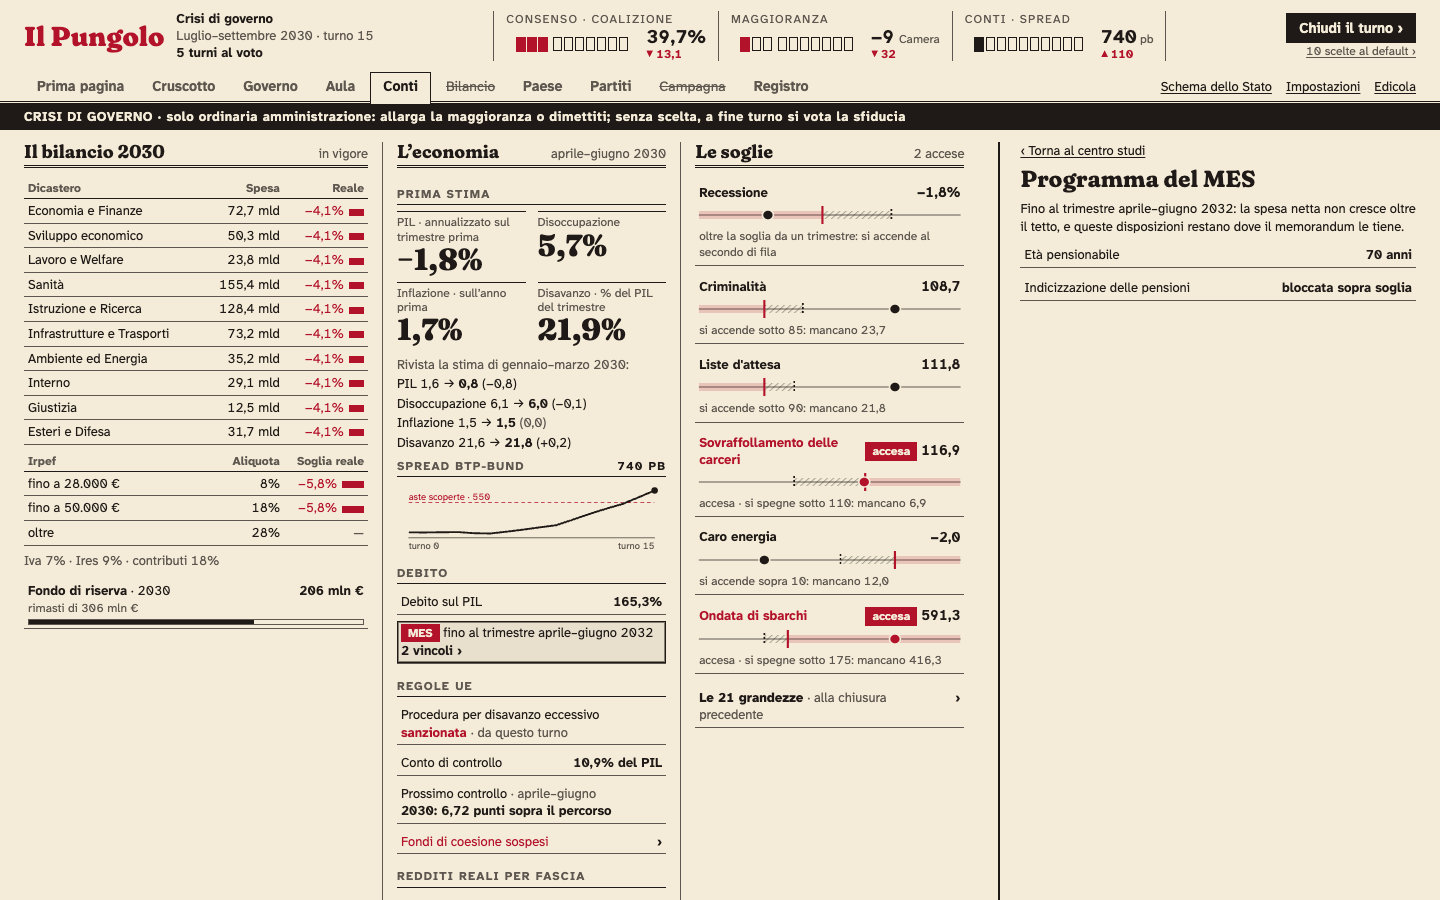 Il Pungolo
Crisi di governo
Luglio–settembre 2030 · turno 15
5 turni al voto
CONSENSO · COALIZIONE
39,7%
▼ 13,1
MAGGIORANZA
–9 Camera
▼ 32
CONTI · SPREAD
740 pb
▲ 110
Chiudi il turno ›
10 scelte al default ›
Prima pagina Cruscotto Governo Aula Conti Bilancio Paese Partiti Campagna Registro
Schema dello Stato Impostazioni Edicola
CRISI DI GOVERNO · solo ordinaria amministrazione: allarga la maggioranza o dimettiti; senza scelta, a fine turno si vota la sfiducia
Il bilancio 2030 in vigore
Dicastero Spesa Reale
Economia e Finanze 72,7 mld –4,1%
Sviluppo economico 50,3 mld –4,1%
Lavoro e Welfare 23,8 mld –4,1%
Sanità 155,4 mld –4,1%
Istruzione e Ricerca 128,4 mld –4,1%
Infrastrutture e Trasporti 73,2 mld –4,1%
Ambiente ed Energia 35,2 mld –4,1%
Interno 29,1 mld –4,1%
Giustizia 12,5 mld –4,1%
Esteri e Difesa 31,7 mld –4,1%
Irpef Aliquota Soglia reale
fino a 28.000 € 8% –5,8%
fino a 50.000 € 18% –5,8%
oltre 28% —
Iva 7% · Ires 9% · contributi 18%
Fondo di riserva · 2030 206 mln €
rimasti di 306 mln €
L’economia aprile–giugno 2030
PRIMA STIMA
PIL · annualizzato sul
trimestre prima
–1,8%
Disoccupazione
5,7%
Inflazione · sull’anno
prima
1,7%
Disavanzo · % del PIL
del trimestre
21,9%
Rivista la stima di gennaio–marzo 2030:
PIL 1,6 → 0,8 (–0,8)
Disoccupazione 6,1 → 6,0 (–0,1)
Inflazione 1,5 → 1,5 (0,0)
Disavanzo 21,6 → 21,8 (+0,2)
SPREAD BTP-BUND 740 PB
aste scoperte · 550
turno 0 turno 15
DEBITO
Debito sul PIL 165,3%
MES fino al trimestre aprile–giugno 2032
2 vincoli ›
REGOLE UE
Procedura per disavanzo eccessivo
sanzionata · da questo turno
Conto di controllo 10,9% del PIL
Prossimo controllo · aprile–giugno
2030: 6,72 punti sopra il percorso
Fondi di coesione sospesi ›
REDDITI REALI PER FASCIA
Le soglie 2 accese
Recessione –1,8%
oltre la soglia da un trimestre: si accende al
secondo di fila
Criminalità 108,7
si accende sotto 85: mancano 23,7
Liste d'attesa 111,8
si accende sotto 90: mancano 21,8
Sovraffollamento delle
carceri
accesa 116,9
accesa · si spegne sotto 110: mancano 6,9
Caro energia –2,0
si accende sopra 10: mancano 12,0
Ondata di sbarchi accesa 591,3
accesa · si spegne sotto 175: mancano 416,3
Le 21 grandezze · alla chiusura
precedente ›
‹ Torna al centro studi
Programma del MES
Fino al trimestre aprile–giugno 2032: la spesa netta non cresce oltre
il tetto, e queste disposizioni restano dove il memorandum le tiene.
Età pensionabile 70 anni
Indicizzazione delle pensioni bloccata sopra soglia